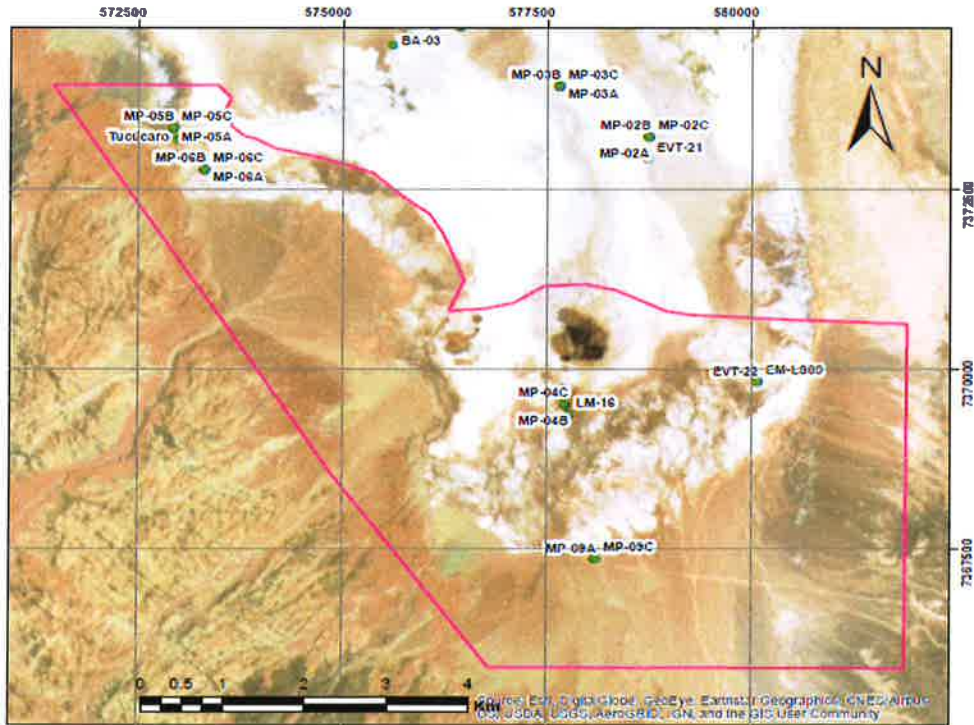 572500 575000 577500 580000
BA-03
N
MP-03B MP-03C
MP-03A
MP-05B MP-05C
MP-02B MP-02C
Tucucaro MP-05A
MP-02A EVT-21
MP-06B MP-06C
MP-06A
7372500
7370000
EVT-22
MP-04C
LM-16
MP-04B
MP-09A MP-09C
7367500
0 0.5 1 2 3 4
Km
Source: Esri, DigitalGlobe, GeoEye, Earthstar Geographics, CNES/Airbus
DS, USDA, USGS, AeroGRID, IGN, and the GIS User Community